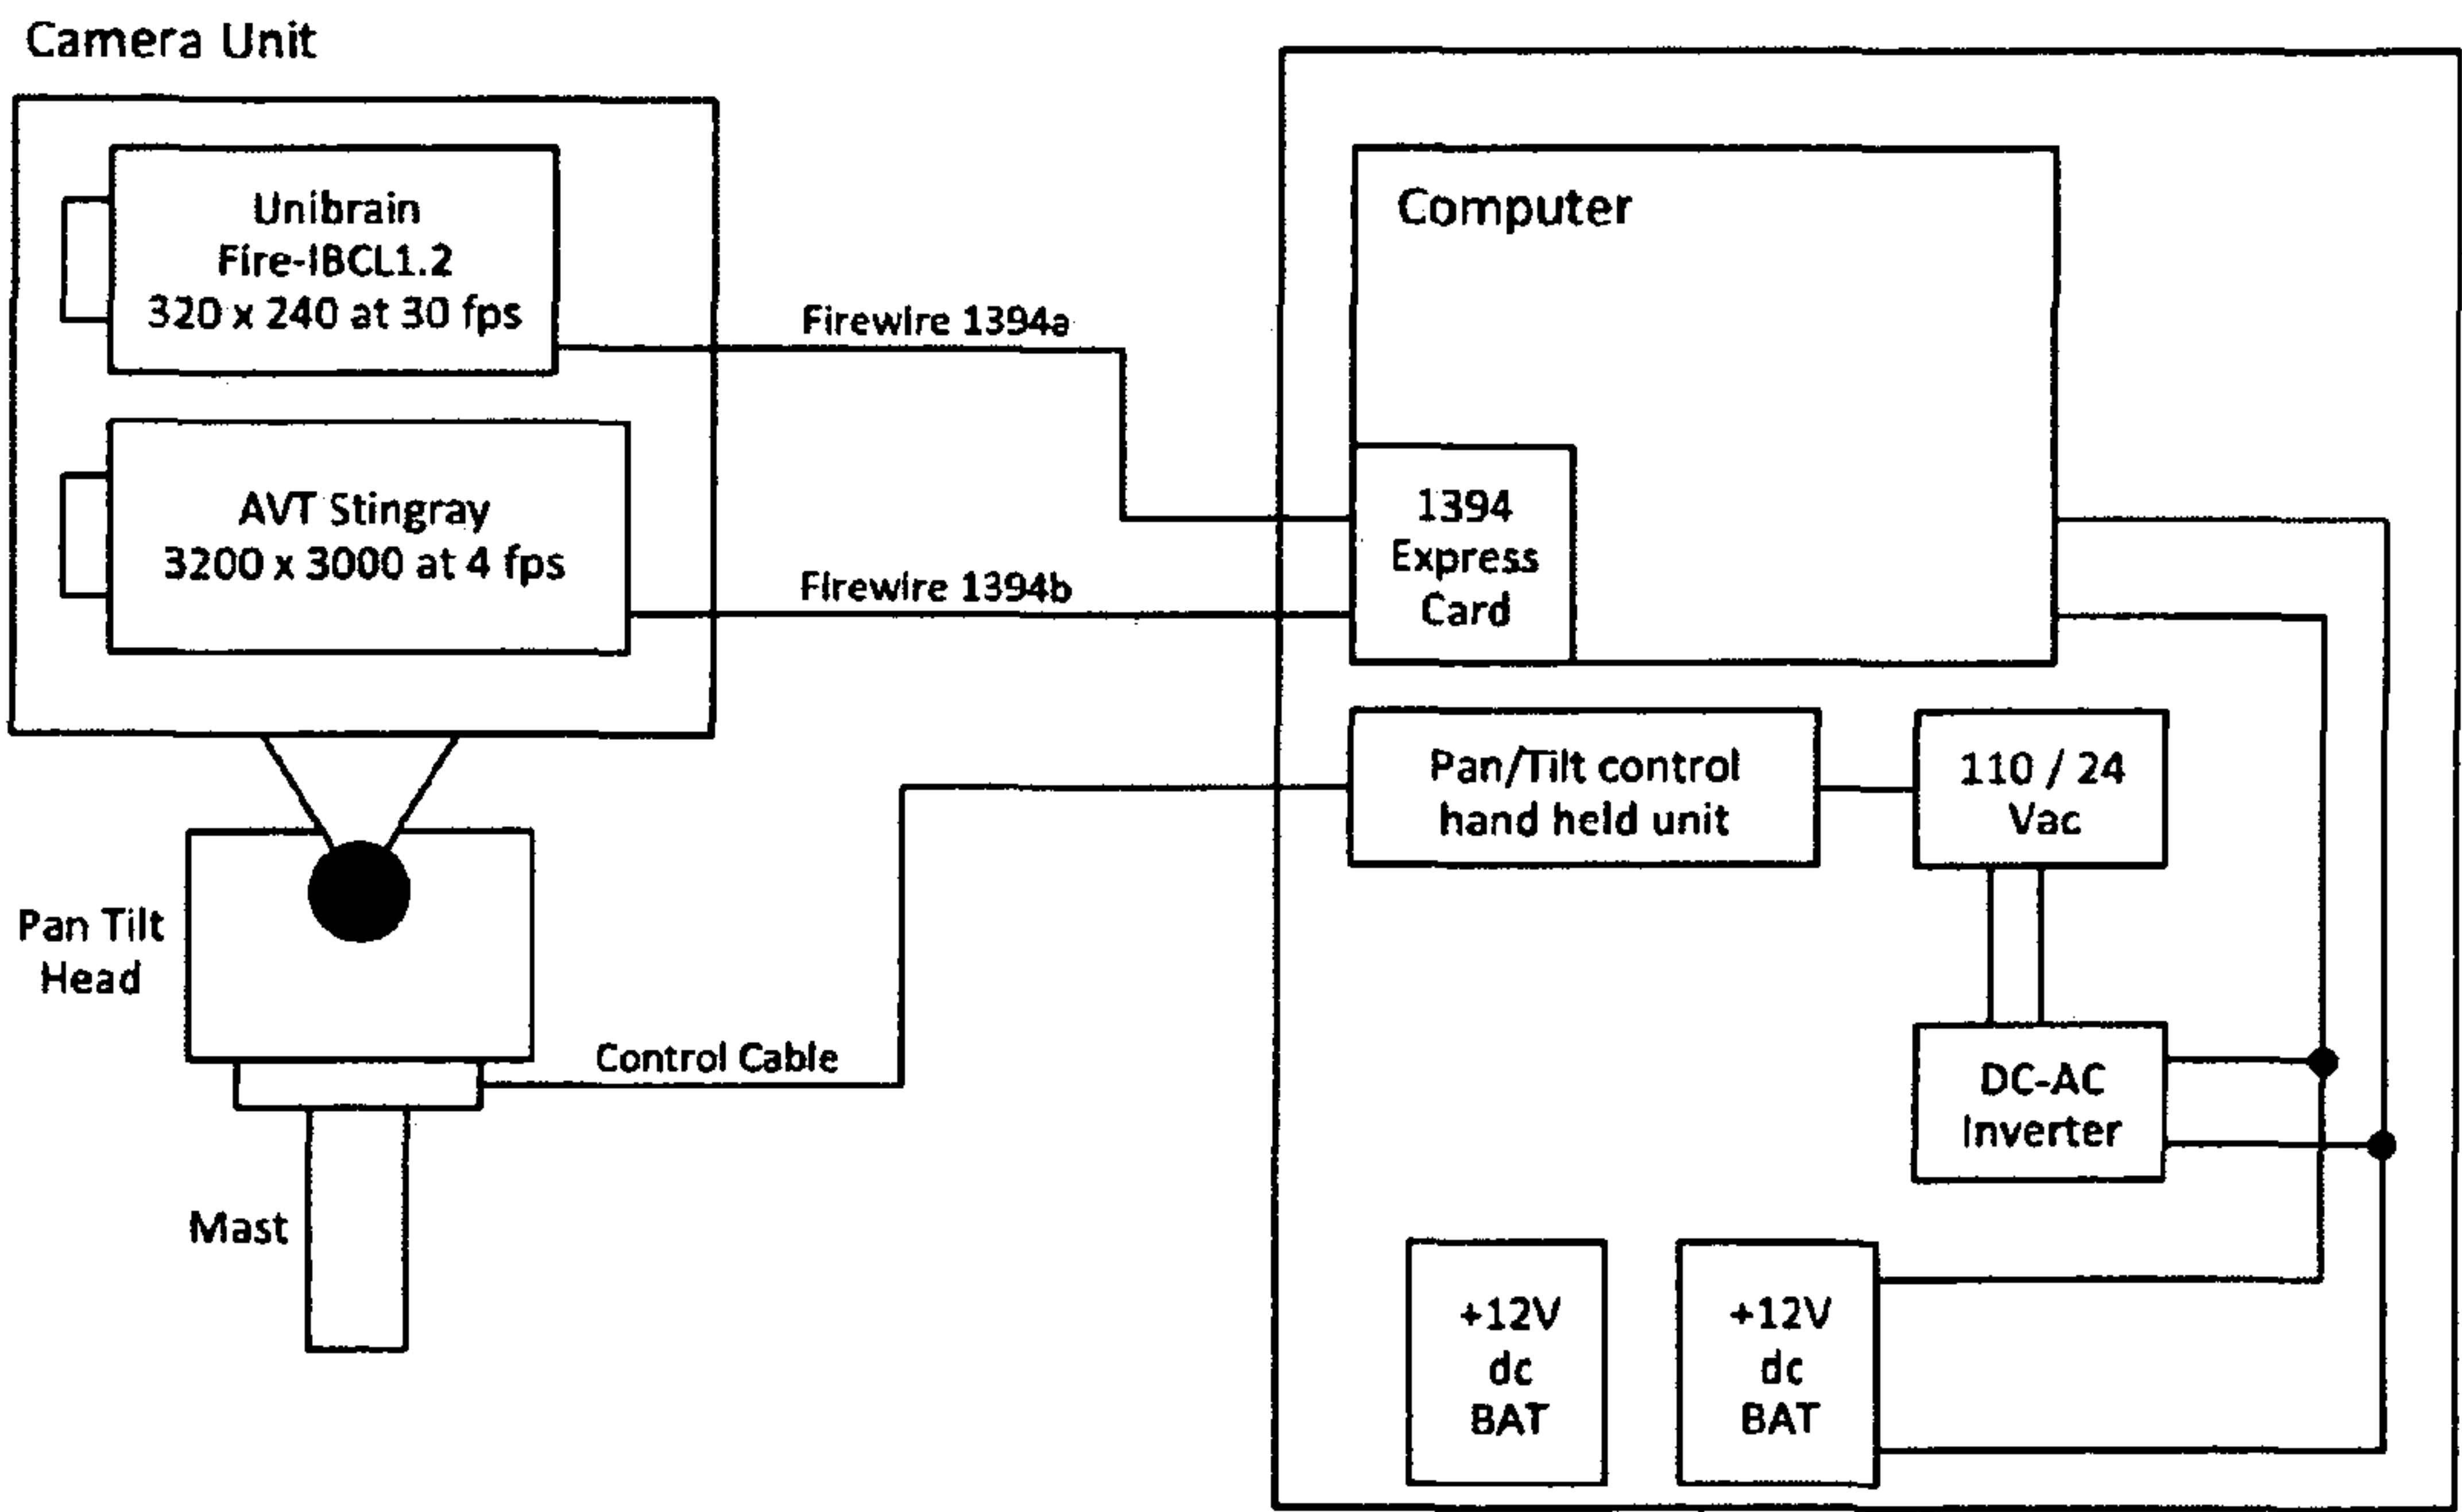 Camera Unit
Unibrain
Fire-IBCL1.2
320 x 240 at 30 fps
AVT Stingray
3200 x 3000 at 4 fps
Firewire 1394a
Firewire 1394b
Computer
1394
Express
Card
Pan/Tilt control
hand held unit
110 / 24
Vac
Pan Tilt
Head
Control Cable
DC-AC
Inverter
Mast
+12V
dc
BAT
+12V
dc
BAT